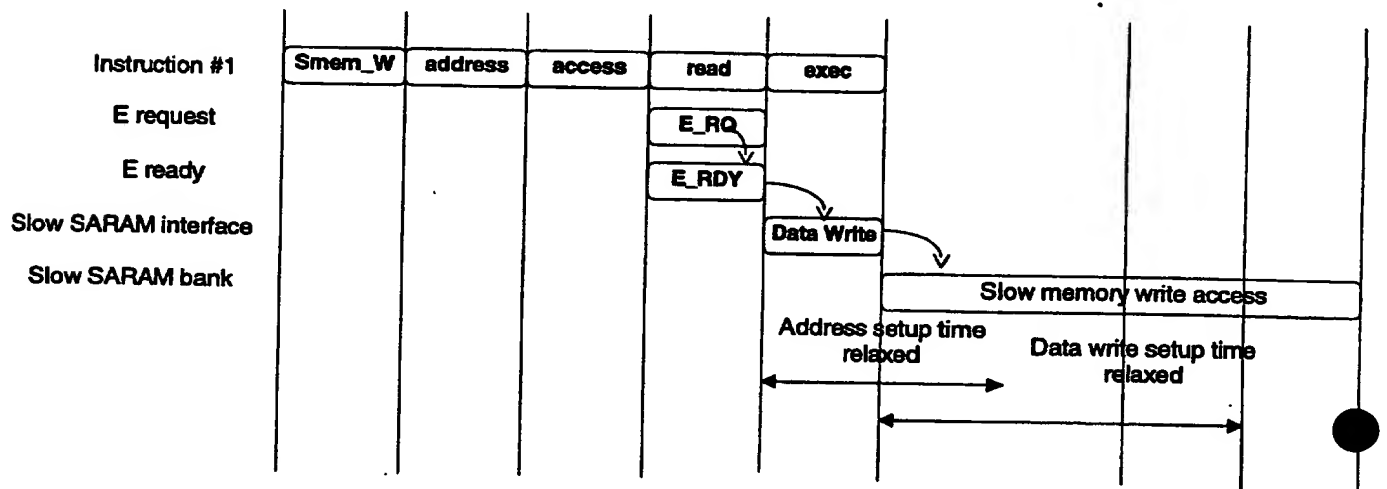 Instruction #1 Smem_W address access read exec
E request E_RQ
E ready E_RDY
Slow SARAM interface Data Write
Slow SARAM bank Slow memory write access
Address setup time
relaxed
Data write setup time
relaxed